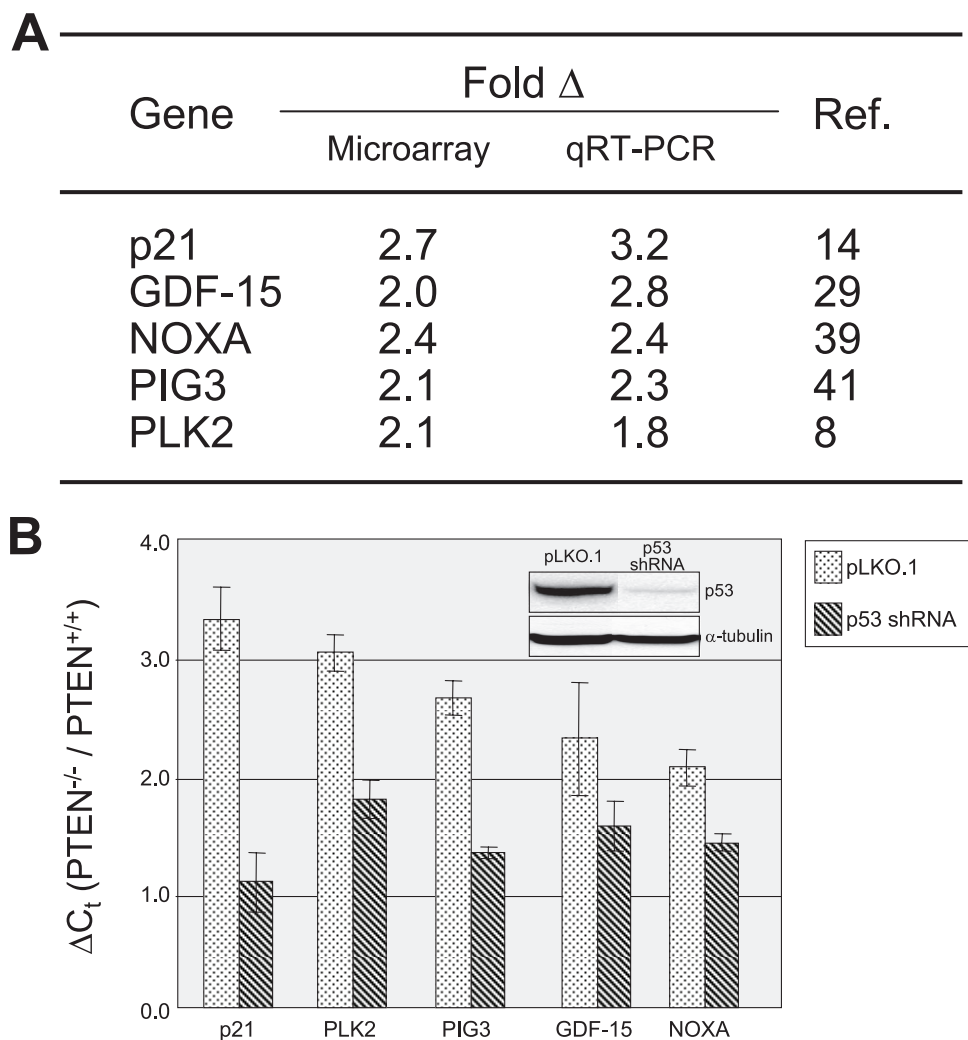 A
Gene Fold Δ Ref.
Microarray qRT-PCR
p21 2.7 3.2 14
GDF-15 2.0 2.8 29
NOXA 2.4 2.4 39
PIG3 2.1 2.3 41
PLK2 2.1 1.8 8
B
ΔCt (PTEN-/- / PTEN+/+)
4.0
3.0
2.0
1.0
0.0
pLKO.1 p53
shRNA
p53
α-tubulin
pLKO.1
p53 shRNA
p21 PLK2 PIG3 GDF-15 NOXA